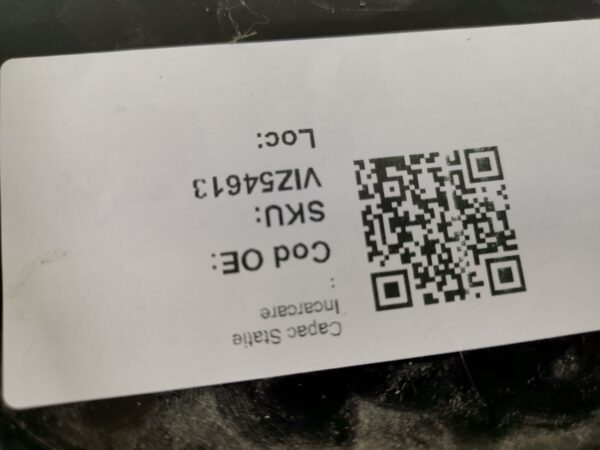 Capac Statie
Incarcare
:
Cod OE:
SKU:
VIZ54613
Loc: